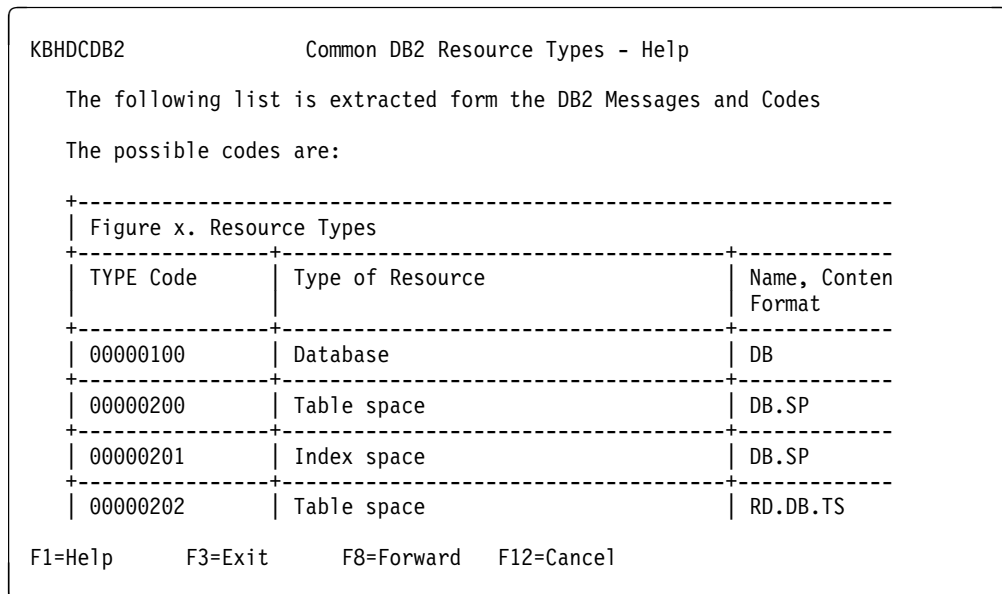 KBHDCDB2 Common DB2 Resource Types - Help
The following list is extracted form the DB2 Messages and Codes
The possible codes are:
+----------------------------------------------------------------------
| Figure x. Resource Types
+----------------+--------------------------------------+-------------
| TYPE Code | Type of Resource | Name, Conten
| | | Format
+----------------+--------------------------------------+-------------
| 00000100 | Database | DB
+----------------+--------------------------------------+-------------
| 00000200 | Table space | DB.SP
+----------------+--------------------------------------+-------------
| 00000201 | Index space | DB.SP
+----------------+--------------------------------------+-------------
| 00000202 | Table space | RD.DB.TS
F1=Help F3=Exit F8=Forward F12=Cancel